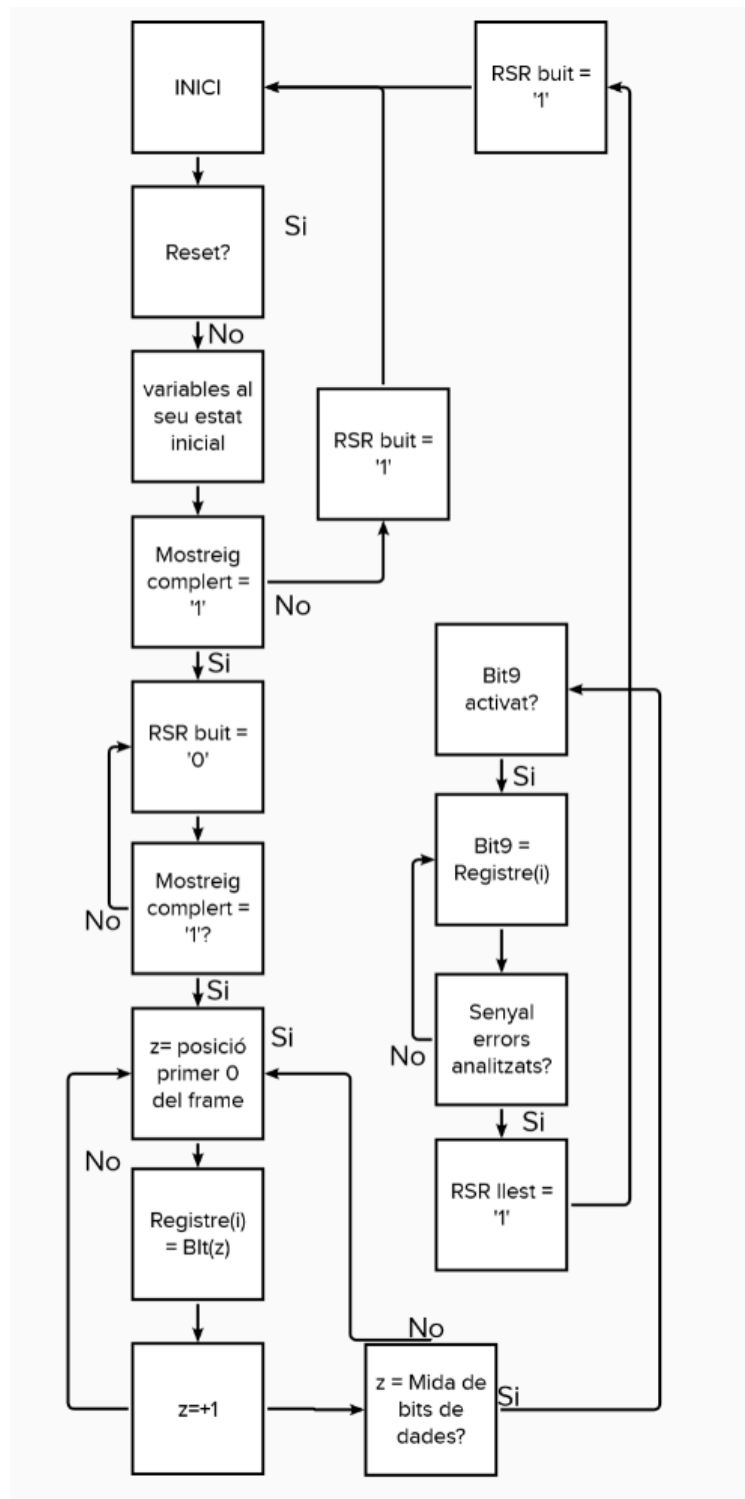 INICI
RSR buit =
'1'
Reset?
Si
No
variables al
seu estat
inicial
RSR buit =
'1'
Mostreig
complert =
'1'
No
Si
RSR buit =
'0'
Bit9
activat?
Si
Mostreig
complert =
'1'?
No
Si
Bit9 =
Registre(i)
z= posició
primer 0
del frame
Si
No
Senyal
errors
analitzats?
No
Si
Registre(i)
= BIt(z)
RSR llest =
'1'
z=+1
No
z = Mida de
bits de
dades?
Si